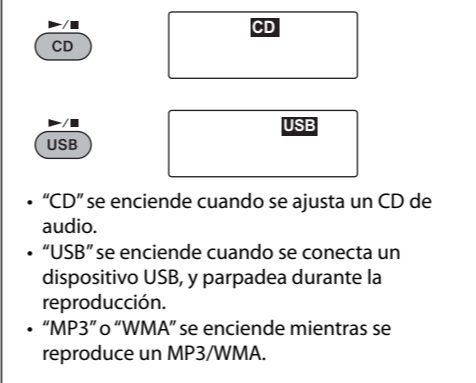 ►/■
CD
CD
►/■
USB
USB
• “CD” se enciende cuando se ajusta un CD de
audio.
• “USB” se enciende cuando se conecta un
dispositivo USB, y parpadea durante la
reproducción.
• “MP3” o “WMA” se enciende mientras se
reproduce un MP3/WMA.